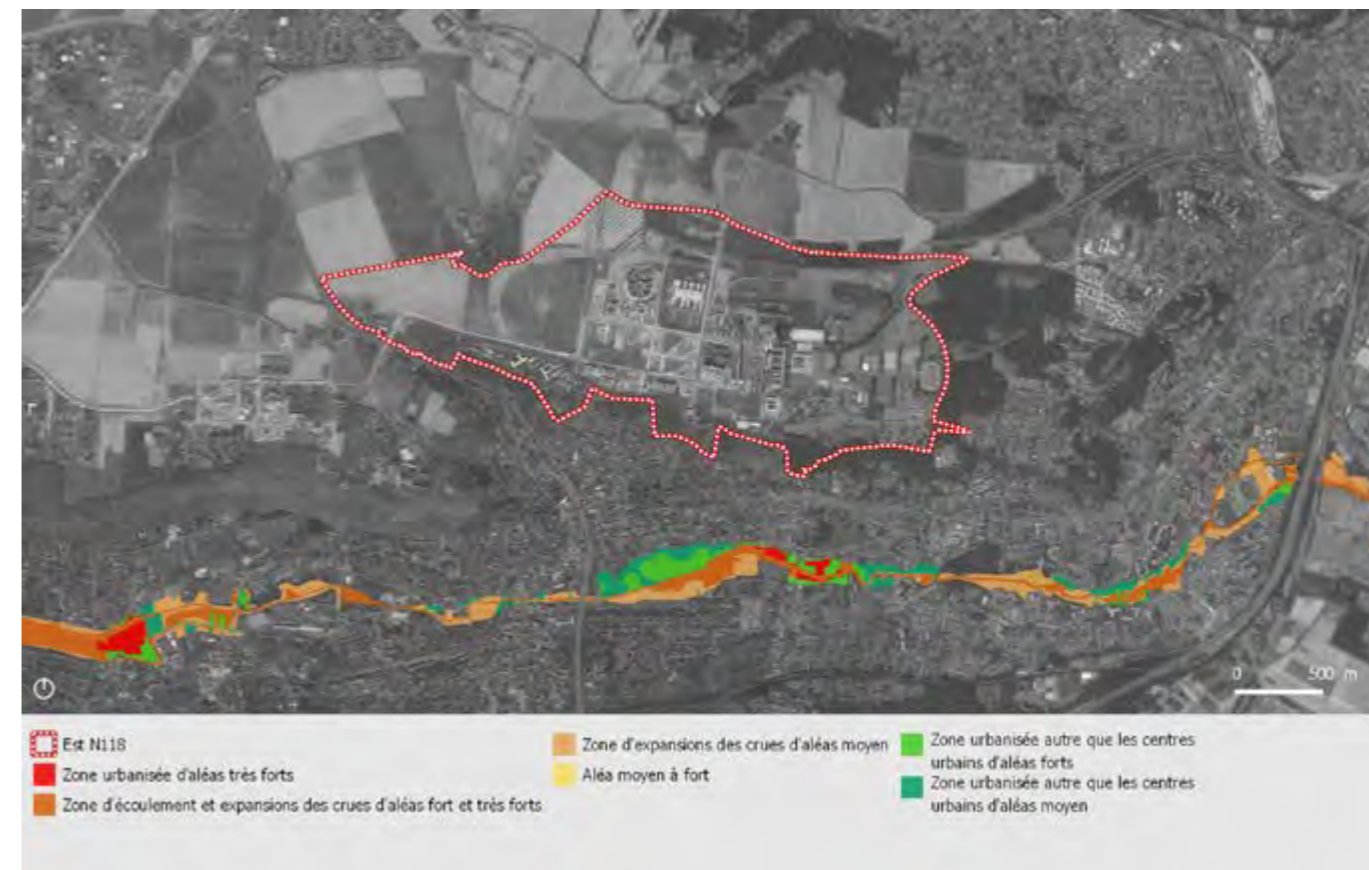 0 500 m
Est N118
Zone urbanisée d'aléas très forts
Zone d'écoulement et expansions des crues d'aléas fort et très forts
Zone d'expansions des crues d'aléas moyen
Aléa moyen à fort
Zone urbanisée autre que les centres
urbains d'aléas forts
Zone urbanisée autre que les centres
urbains d'aléas moyen